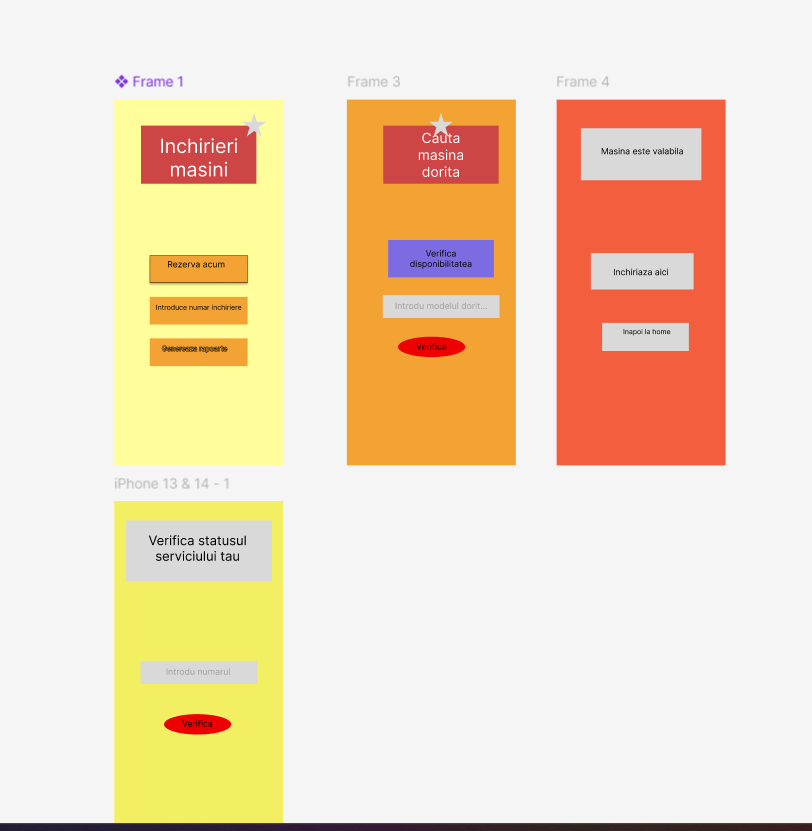 Frame 1
Inchirieri
masini
Rezerva acum
Introduce numar inchiriere
Genereaza rapoarte
Frame 3
Cauta
masina
dorita
Verifica
disponibilitatea
Introdu modelul dorit...
Verifica
Frame 4
Masina este valabila
Inchiriaza aici
Inapoi la home
iPhone 13 & 14 - 1
Verifica statusul
serviciului tau
Introdu numarul
Verifica